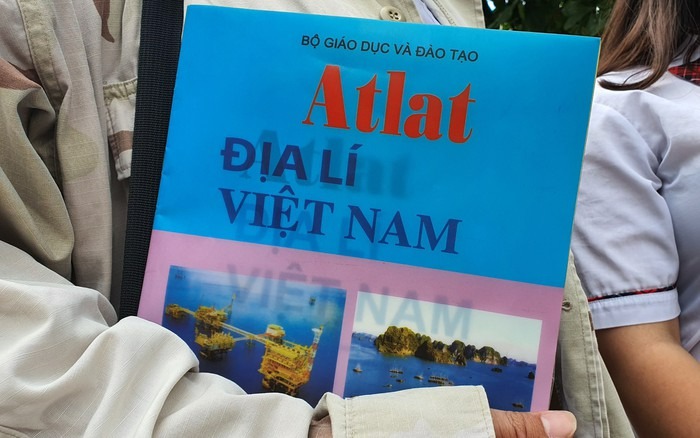 BỘ GIÁO DỤC VÀ ĐÀO TẠO
Atlat
ĐỊA LÍ
VIỆT NAM